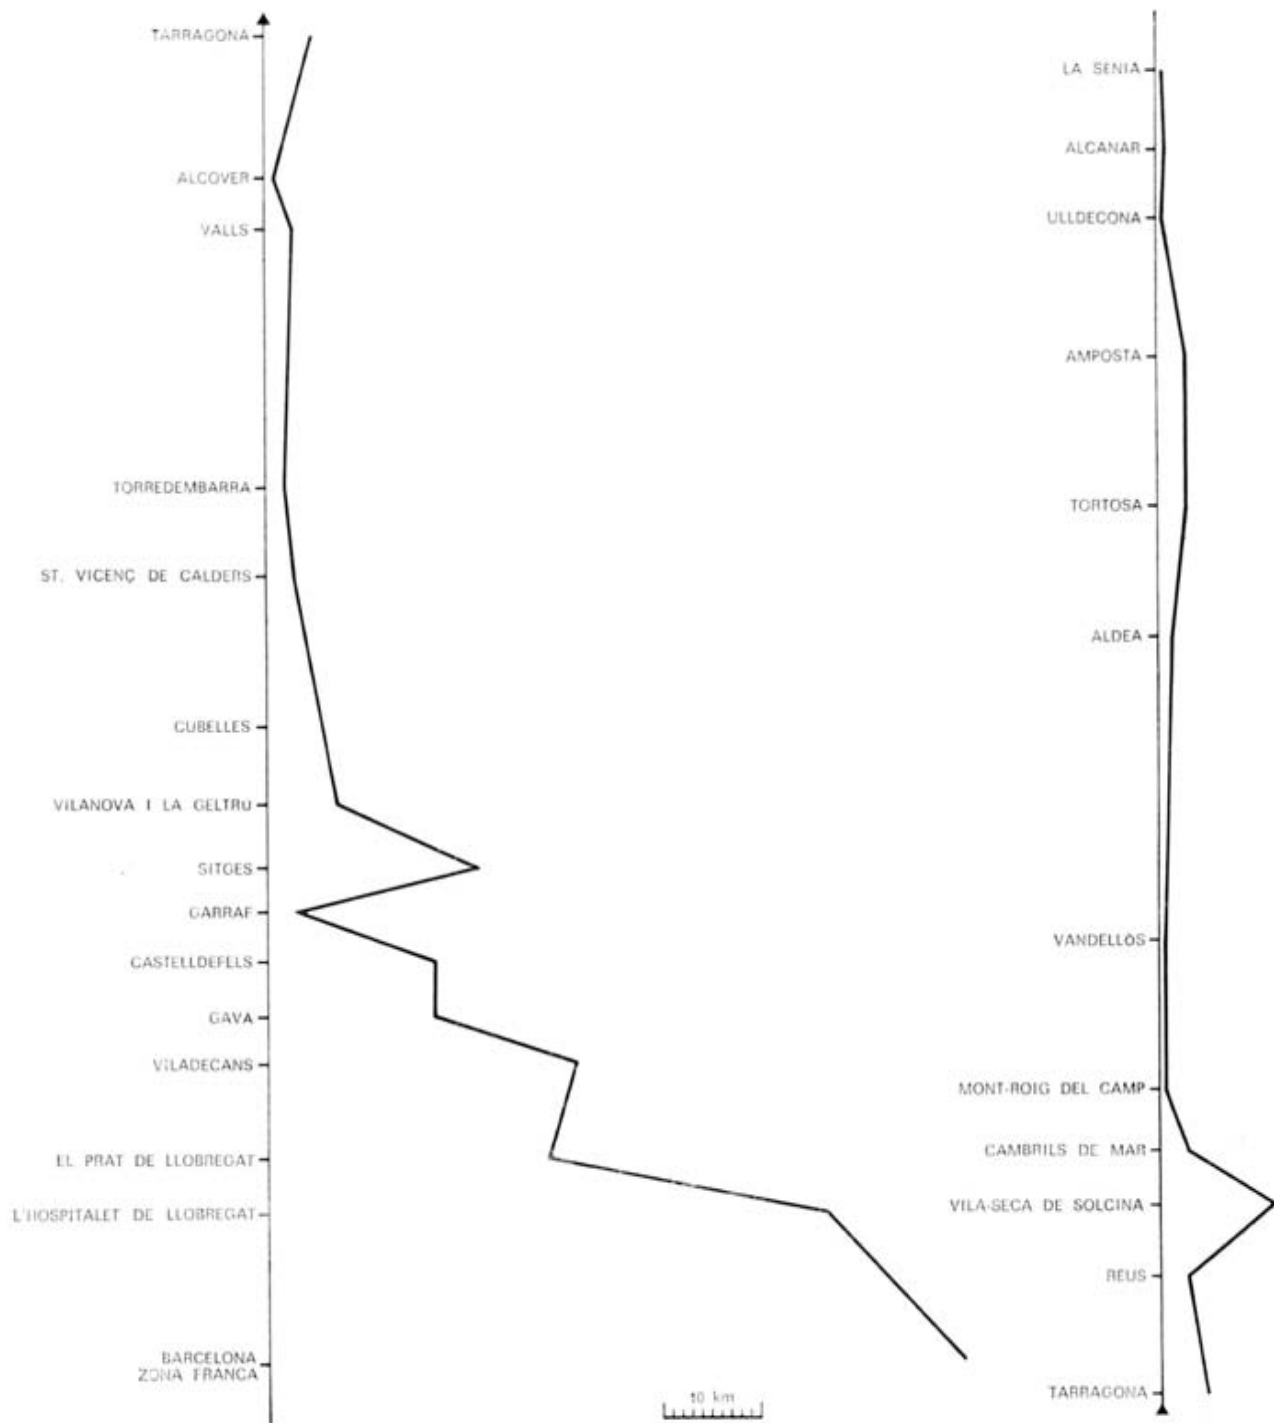 TARRAGONA
ALCOVER
VALLS
TORREDEMBARRA
ST. VICENÇ DE CALDERS
CUBELLES
VILANOVA I LA GELTRU
SITGES
GARRAF
CASTELLDEFELS
GAVA
VILADECANS
EL PRAT DE LLOBREGAT
L'HOSPITALET DE LLOBREGAT
BARCELONA
ZONA FRANCA
10 km
LA SENIA
ALCANAR
ULLDECONA
AMPOSTA
TORTOSA
ALDEA
VANDELLOS
MONT-ROIG DEL CAMP
CAMBRILS DE MAR
VILA-SECA DE SOLCINA
REUS
TARRAGONA